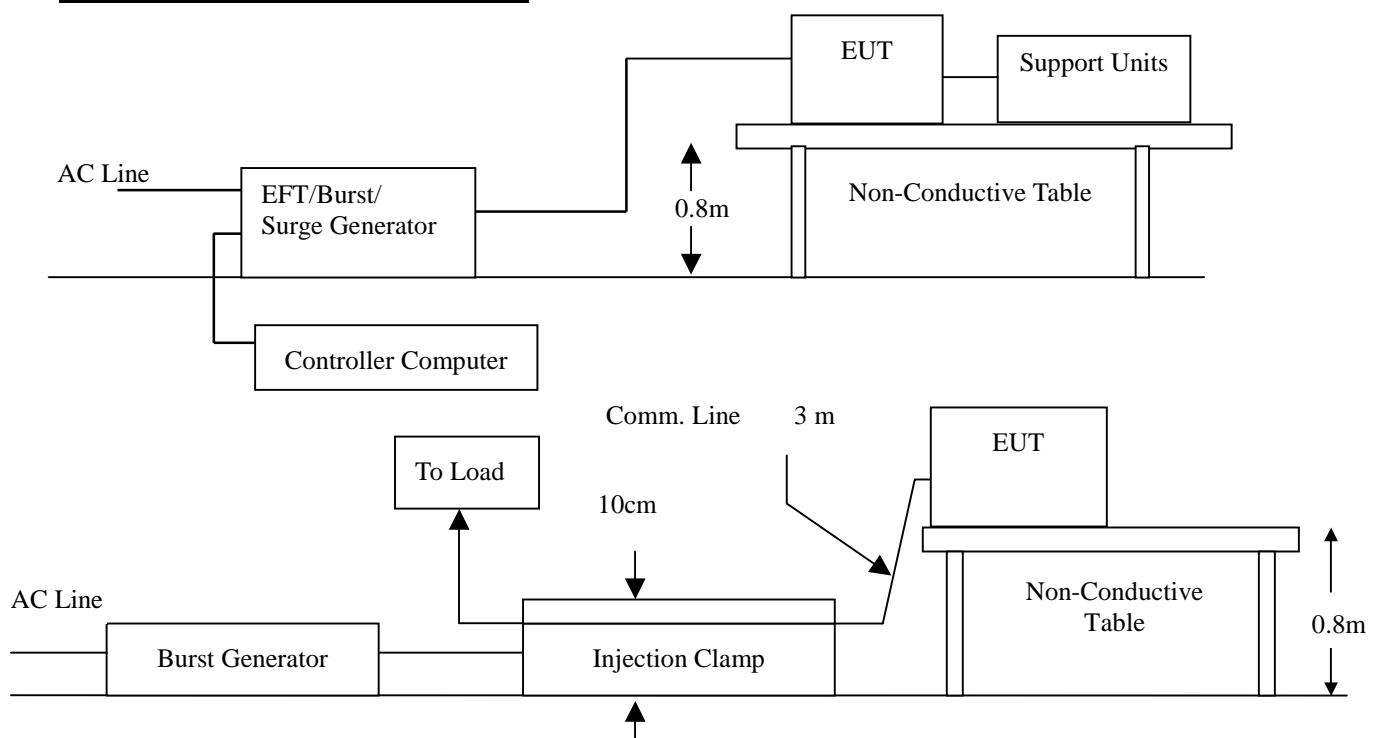 EUT
Support Units
AC Line
EFT/Burst/
Surge Generator
0.8m
Non-Conductive Table
Controller Computer
Comm. Line 3 m
EUT
To Load
10cm
AC Line
Non-Conductive
Table
0.8m
Burst Generator
Injection Clamp